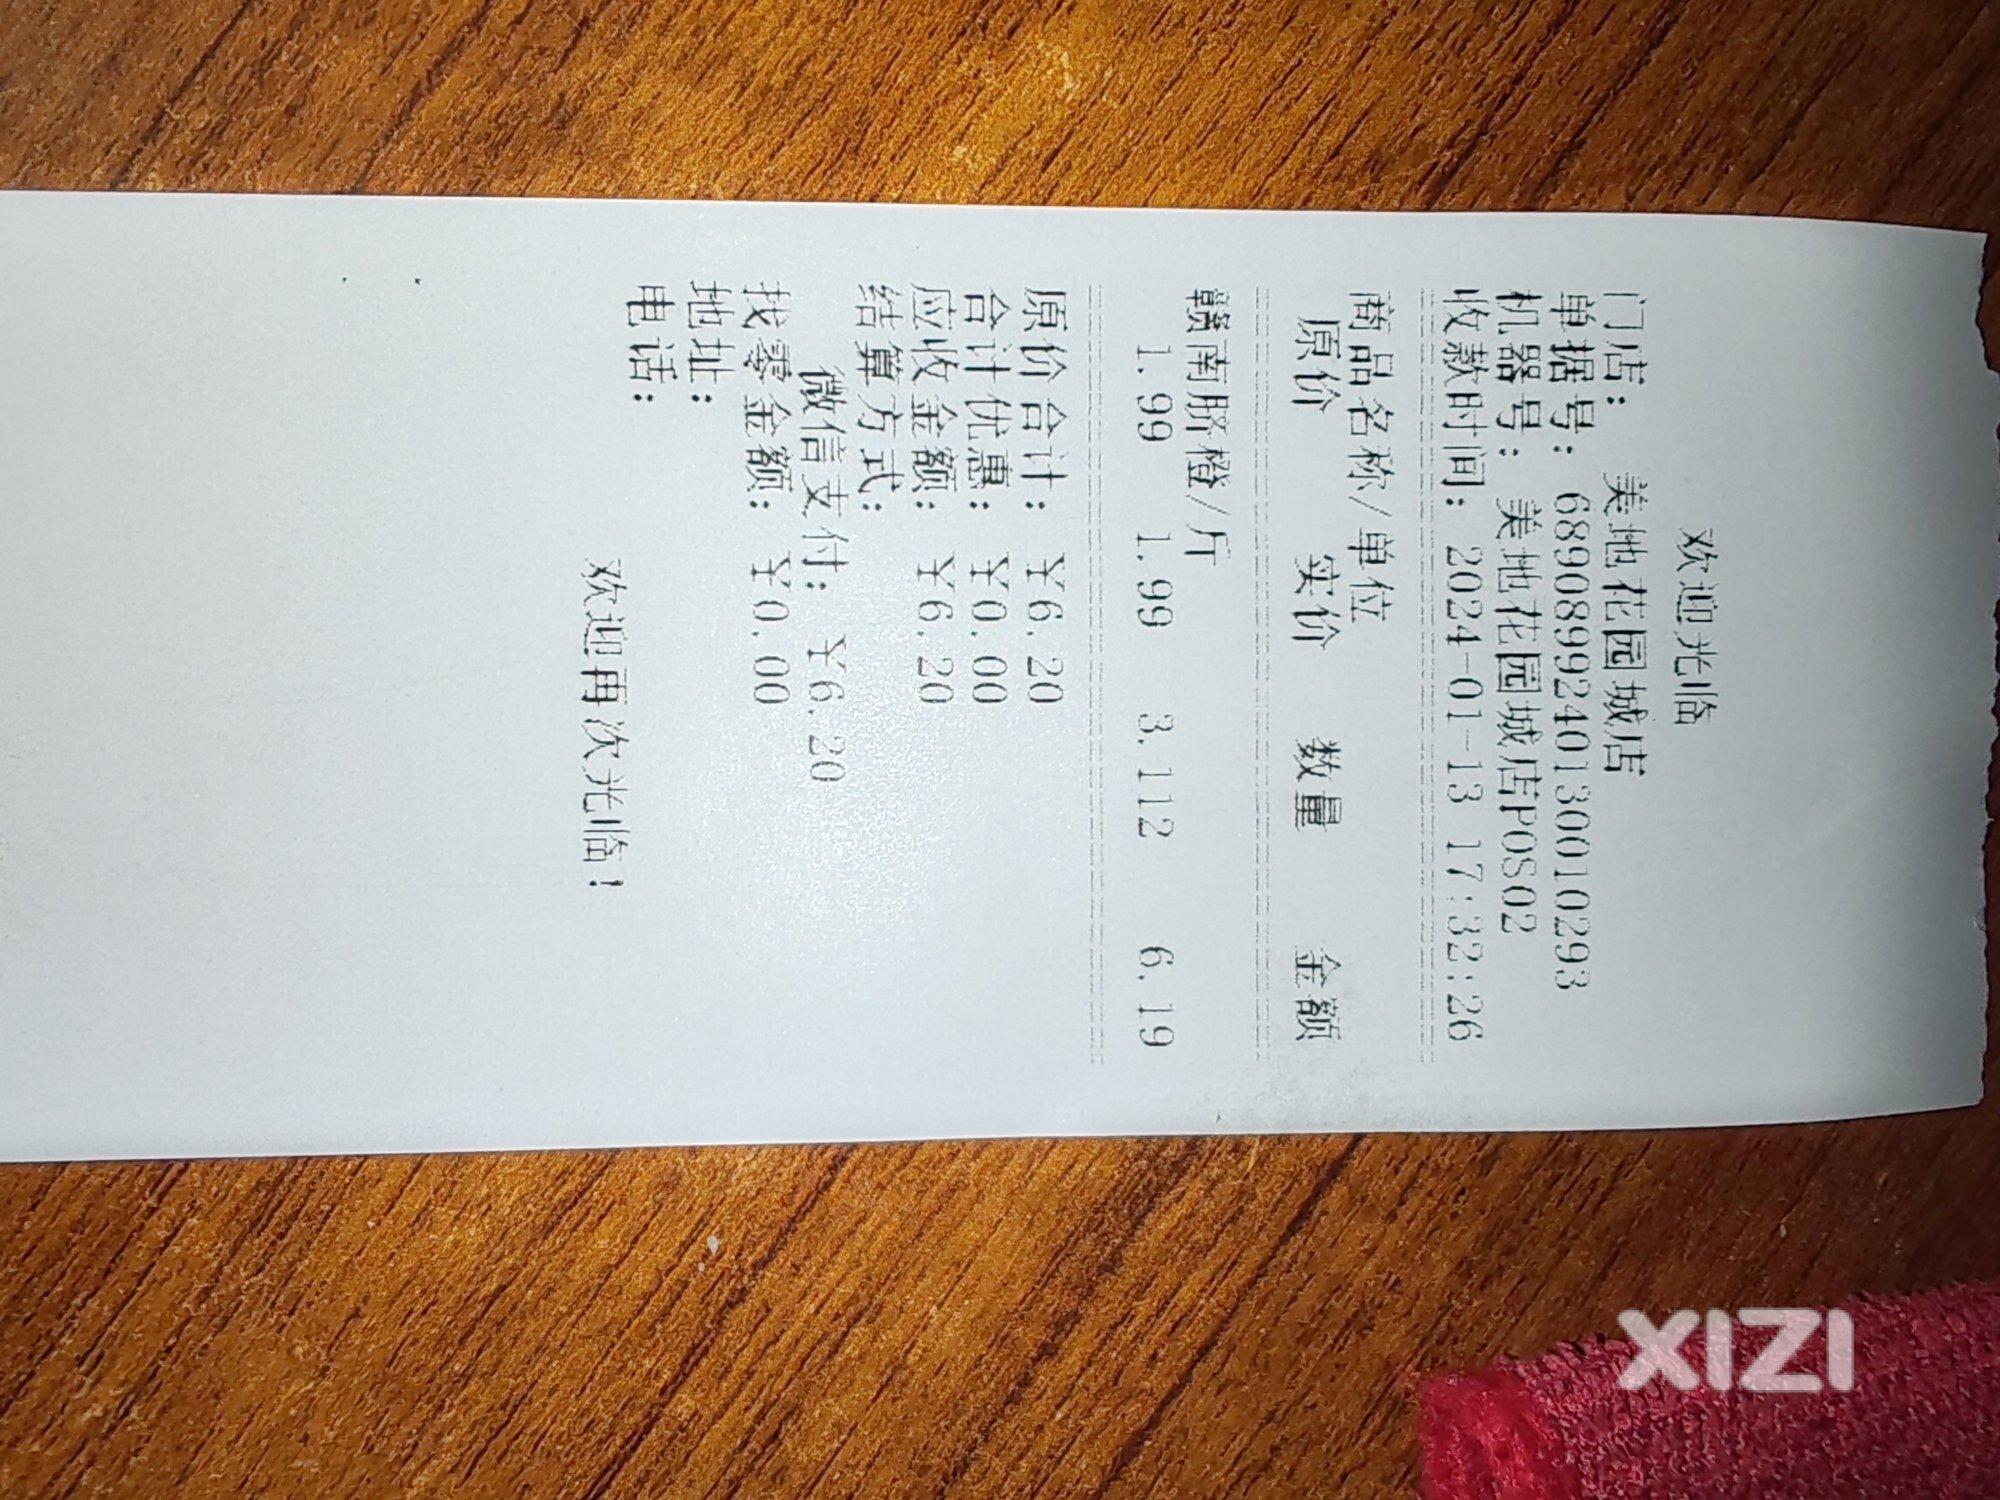 欢迎光临
门店： 美地花园城店
单据号：6890899240130010293
机器号： 美地花园城店POS02
收款时间：2024-01-13 17:32:26
商品名称/单位
原价 实价 数量 金额
赣南脐橙/斤
1.99 1.99 3.112 6.19
原价合计：￥6.20
合计优惠：￥0.00
应收金额：￥6.20
结算方式：
微信支付：￥6.20
找零金额：￥0.00
地址：
电话：
欢迎再次光临！
XIZI